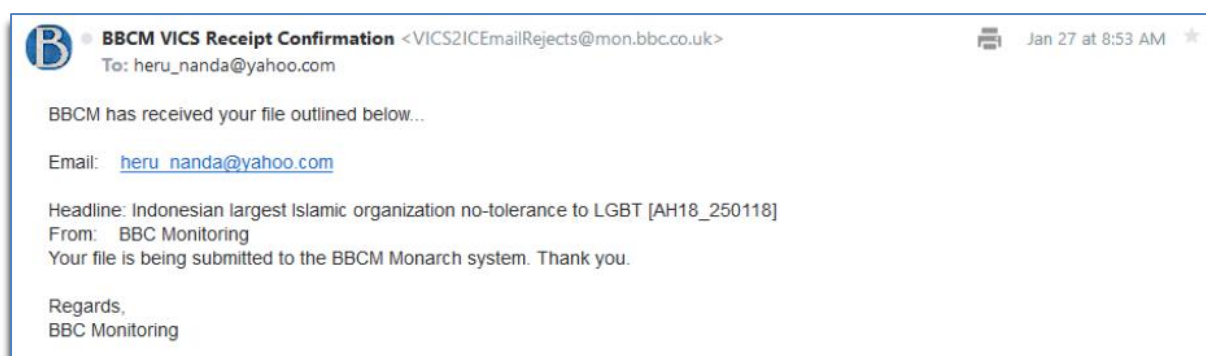 B
BBCM VICS Receipt Confirmation <VICS2ICEmailRejects@mon.bbc.co.uk> Jan 27 at 8:53 AM
To: heru_nanda@yahoo.com
BBCM has received your file outlined below...
Email: heru_nanda@yahoo.com
Headline: Indonesian largest Islamic organization no-tolerance to LGBT [AH18_250118]
From: BBC Monitoring
Your file is being submitted to the BBCM Monarch system. Thank you.
Regards,
BBC Monitoring